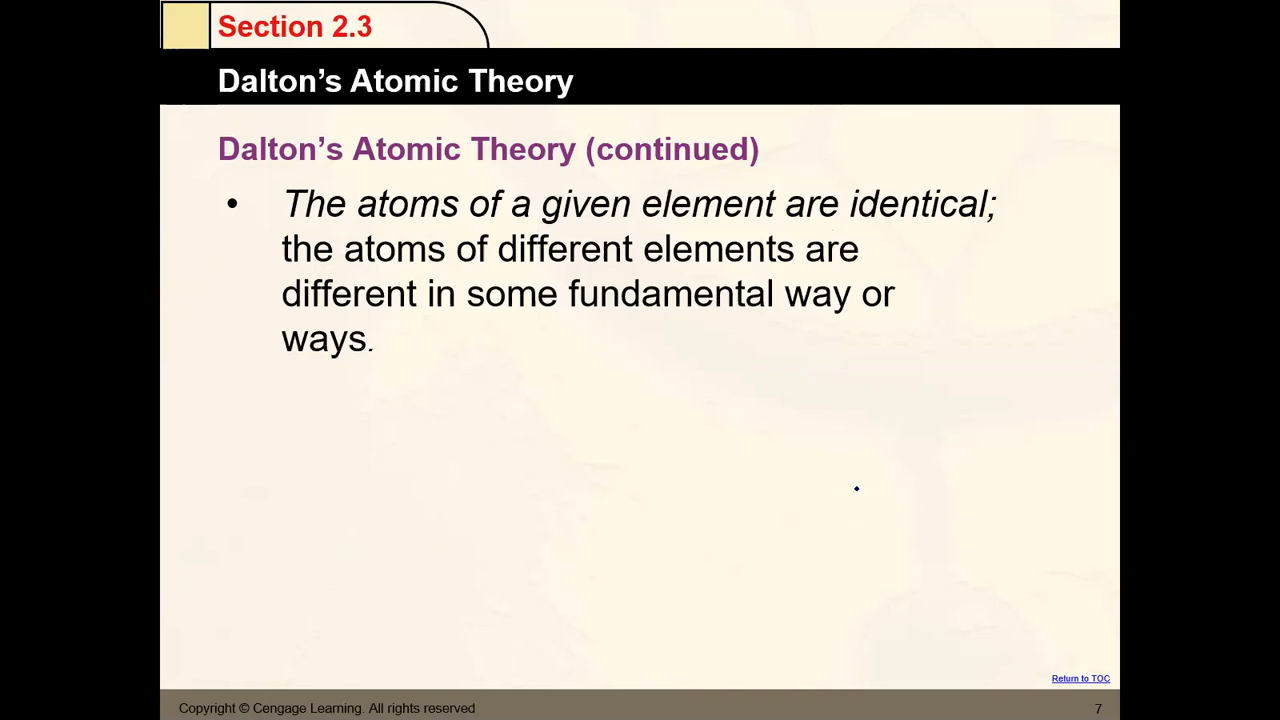 Section 2.3
Dalton’s Atomic Theory
Dalton’s Atomic Theory (continued)
• The atoms of a given element are identical;
the atoms of different elements are
different in some fundamental way or
ways.
Return to TOC
Copyright © Cengage Learning. All rights reserved 7